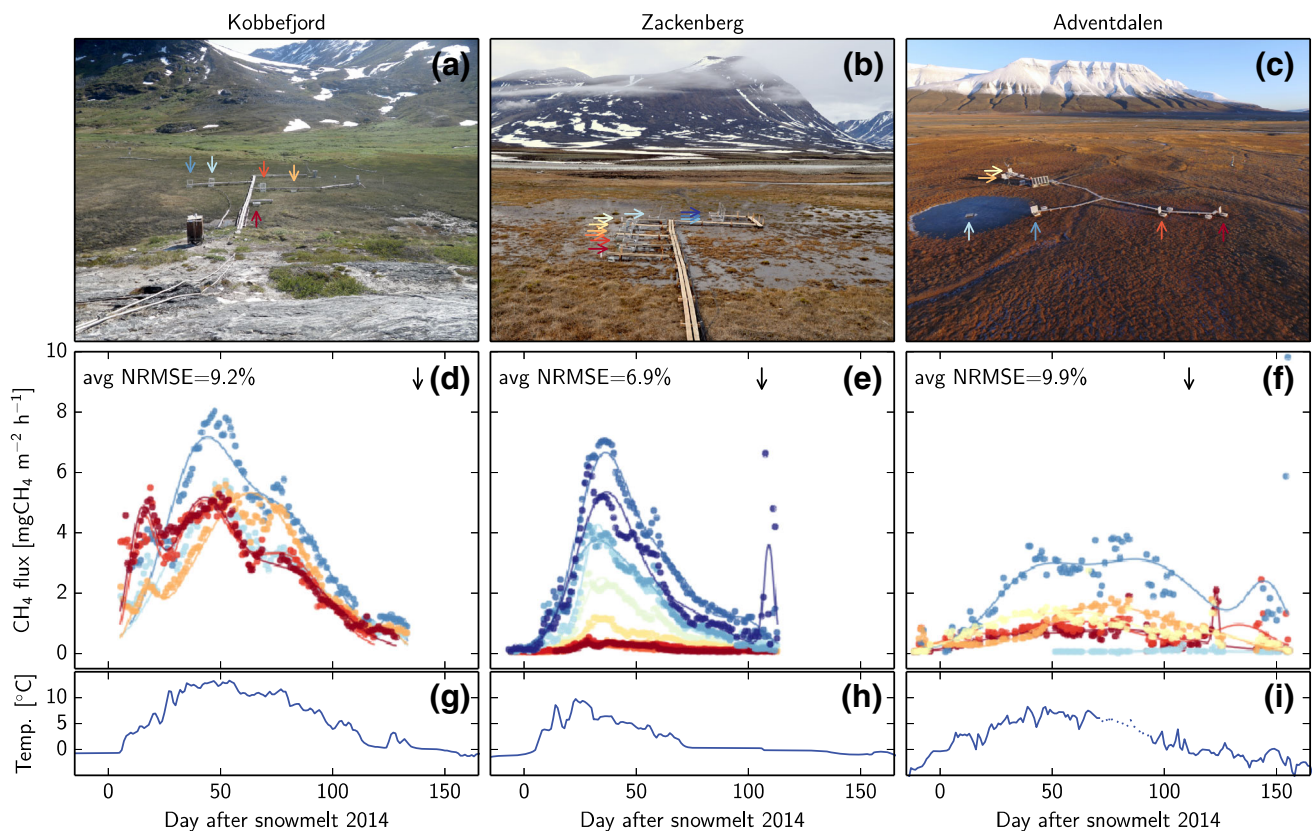 Kobbefjord Zackenberg Adventdalen
(a) (b) (c)
10
avg NRMSE=9.2% (d) avg NRMSE=6.9% (e) avg NRMSE=9.9% (f)
8
6
4
2
0
CH₄ flux [mgCH₄ m⁻² h⁻¹]
(g) (h) (i)
10
5
0
Temp. [°C]
0 50 100 150 0 50 100 150 0 50 100 150
Day after snowmelt 2014 Day after snowmelt 2014 Day after snowmelt 2014